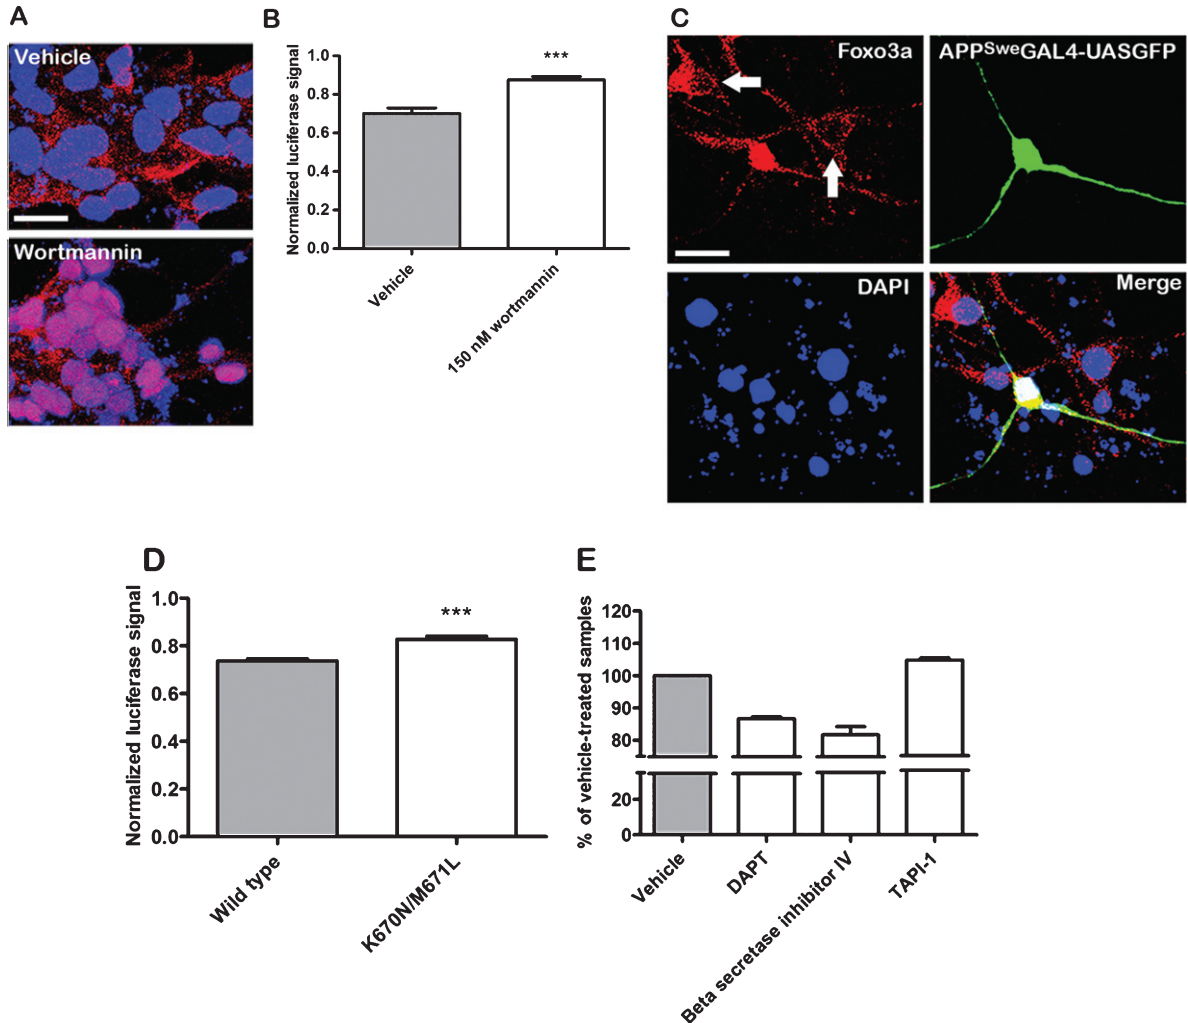 A
Vehicle
Wortmannin
B
Normalized luciferase signal
1.0
0.8
0.6
0.4
0.2
0.0
***
Vehicle
150 nM wortmannin
C
Foxo3a
APPSweGAL4-UASGFP
DAPI
Merge
D
Normalized luciferase signal
1.0
0.8
0.6
0.4
0.2
0.0
***
Wild type
K670N/M671L
E
% of vehicle-treated samples
120
110
100
90
80
20
0
Vehicle
DAPT
Beta secretase inhibitor IV
TAPI-1